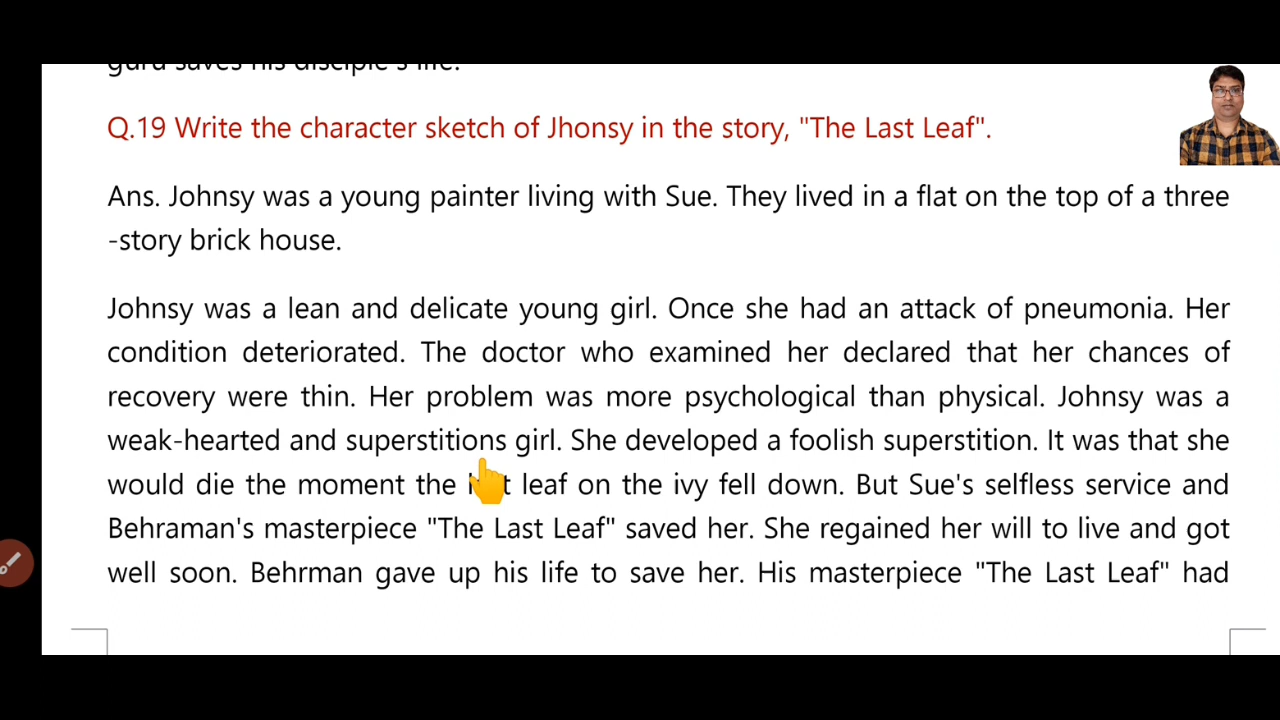 guru saves his disciple's life.
Q.19 Write the character sketch of Jhonsy in the story, "The Last Leaf".
Ans. Johnsy was a young painter living with Sue. They lived in a flat on the top of a three
-story brick house.
Johnsy was a lean and delicate young girl. Once she had an attack of pneumonia. Her
condition deteriorated. The doctor who examined her declared that her chances of
recovery were thin. Her problem was more psychological than physical. Johnsy was a
weak-hearted and superstitions girl. She developed a foolish superstition. It was that she
would die the moment the last leaf on the ivy fell down. But Sue's selfless service and
Behraman's masterpiece "The Last Leaf" saved her. She regained her will to live and got
well soon. Behrman gave up his life to save her. His masterpiece "The Last Leaf" had